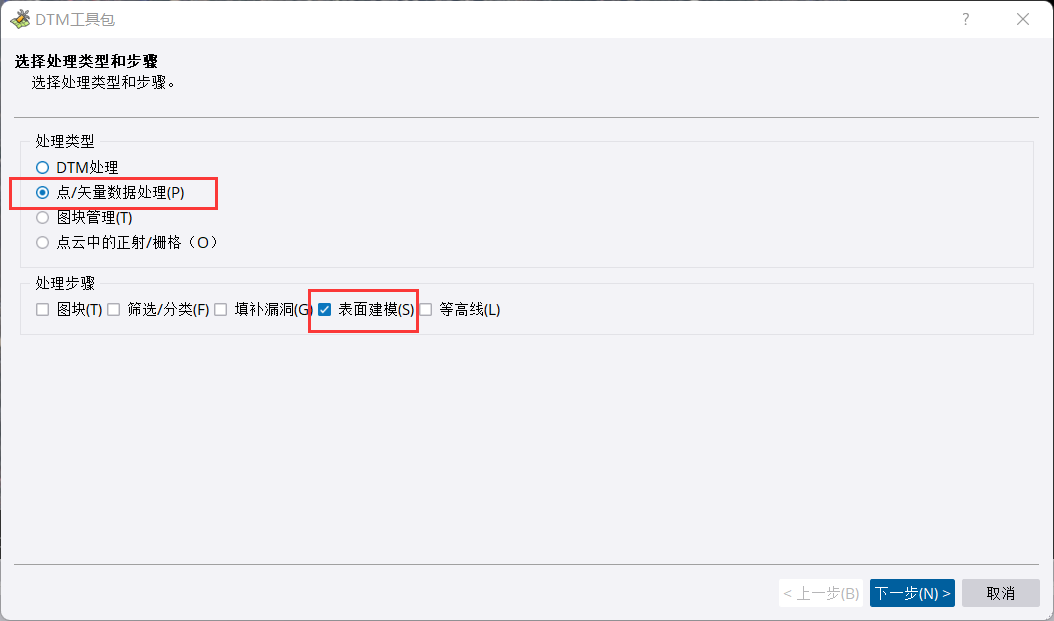 DTM工具包
选择处理类型和步骤
选择处理类型和步骤。
处理类型
DTM处理
点/矢量数据处理(P)
图块管理(T)
点云中的正射/栅格（O）
处理步骤
图块(T) 筛选/分类(F) 填补漏洞(G) 表面建模(S) 等高线(L)
< 上一步(B) 下一步(N) > 取消